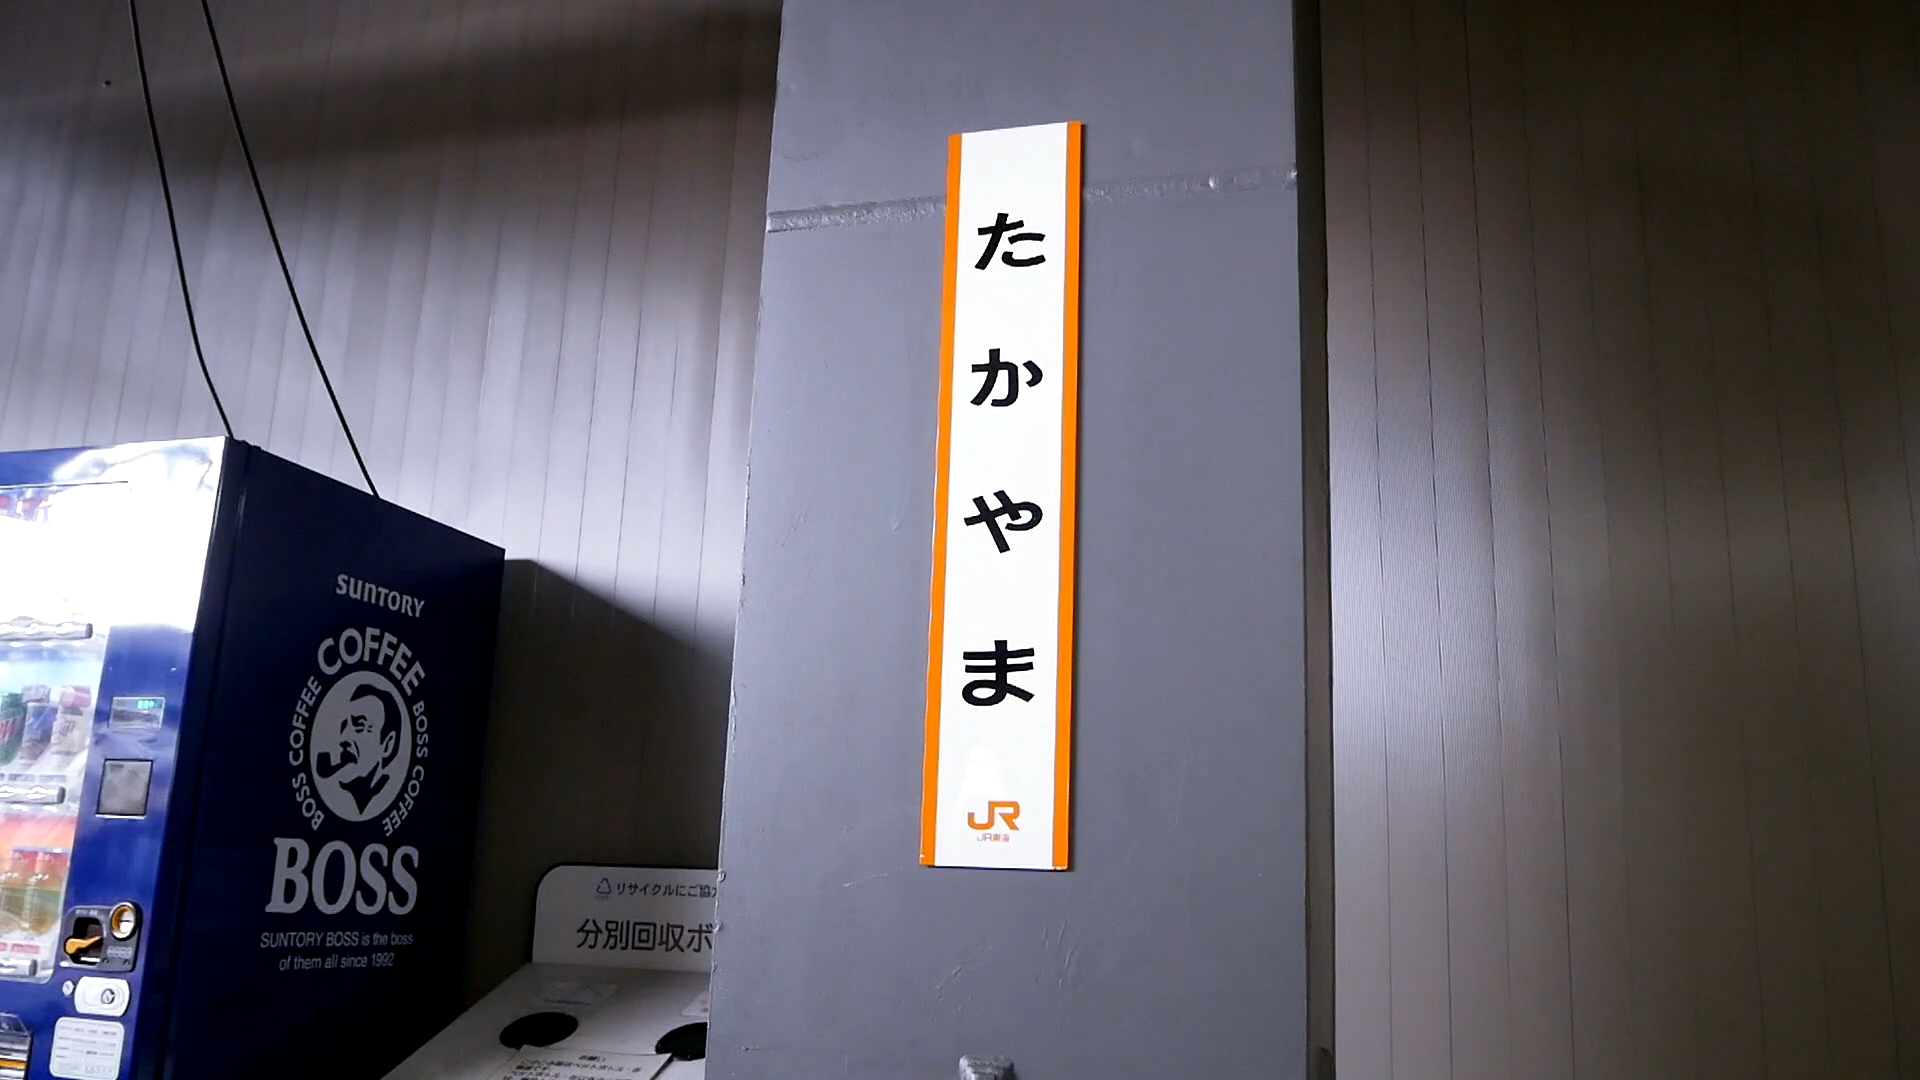 たかやま
JR
JR東海
SUNTORY
COFFEE BOSS COFFEE
BOSS COFFEE
BOSS
SUNTORY BOSS is the boss
of them all since 1992
リサイクルにご協
分別回収ボ